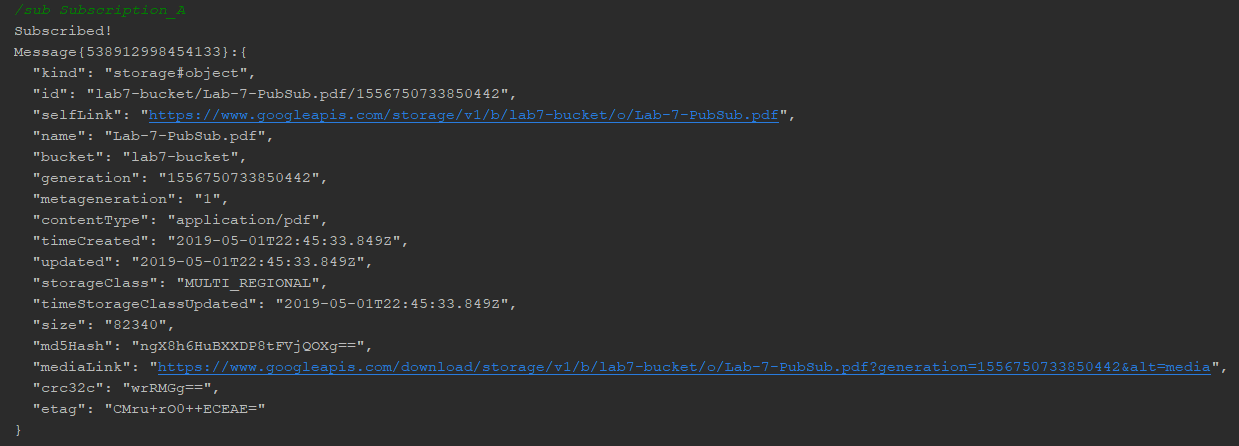 /sub Subscription_A
Subscribed!
Message{538912998454133}:{
  "kind": "storage#object",
  "id": "lab7-bucket/Lab-7-PubSub.pdf/1556750733850442",
  "selfLink": "https://www.googleapis.com/storage/v1/b/lab7-bucket/o/Lab-7-PubSub.pdf",
  "name": "Lab-7-PubSub.pdf",
  "bucket": "lab7-bucket",
  "generation": "1556750733850442",
  "metageneration": "1",
  "contentType": "application/pdf",
  "timeCreated": "2019-05-01T22:45:33.849Z",
  "updated": "2019-05-01T22:45:33.849Z",
  "storageClass": "MULTI_REGIONAL",
  "timeStorageClassUpdated": "2019-05-01T22:45:33.849Z",
  "size": "82340",
  "md5Hash": "ngX8h6HuBXXDP8tFVjQOXg==",
  "mediaLink": "https://www.googleapis.com/download/storage/v1/b/lab7-bucket/o/Lab-7-PubSub.pdf?generation=1556750733850442&alt=media",
  "crc32c": "wrRMGg==",
  "etag": "CMru+rO0++ECEAE="
}